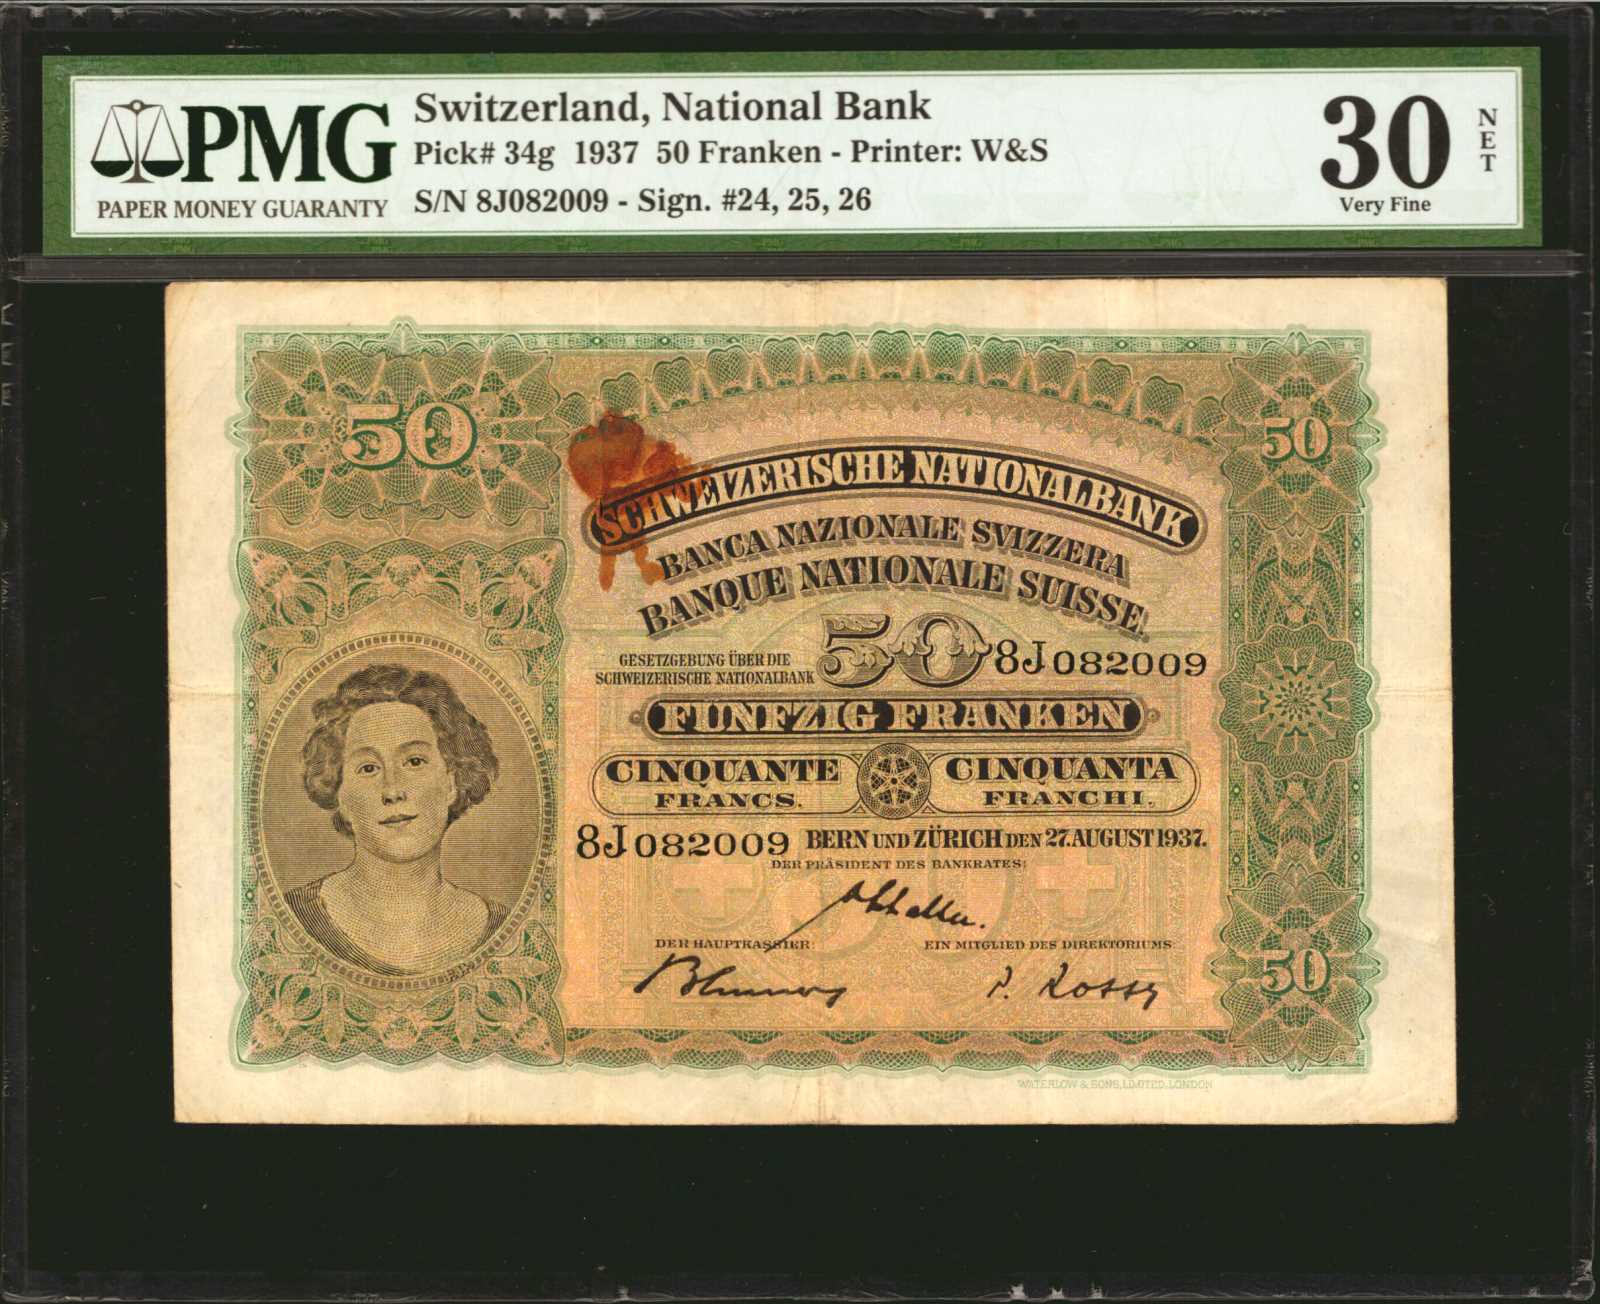 PMG
PAPER MONEY GUARANTY
Switzerland, National Bank
Pick# 34g 1937 50 Franken - Printer: W&S
S/N 8J082009 - Sign. #24, 25, 26
30
NET
Very Fine
50
50
SCHWEIZERISCHE NATIONALBANK
BANCA NAZIONALE SVIZZERA
BANQUE NATIONALE SUISSE.
GESETZGEBUNG ÜBER DIE
SCHWEIZERISCHE NATIONALBANK
50
8J082009
FÜNFZIG FRANKEN
CINQUANTE
FRANCS.
CINQUANTA
FRANCHI.
8J082009
BERN UND ZÜRICH DEN 27. AUGUST 1937.
DER PRÄSIDENT DES BANKRATES:
DER HAUPTKASSIER:
EIN MITGLIED DES DIREKTORIUMS
P. Rossy
50
WATERLOW & SONS, LIMITED, LONDON